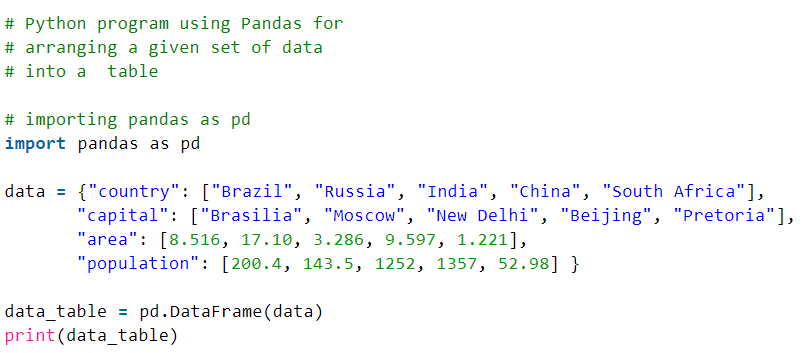 # Python program using Pandas for
# arranging a given set of data
# into a  table

# importing pandas as pd
import pandas as pd

data = {"country": ["Brazil", "Russia", "India", "China", "South Africa"],
       "capital": ["Brasilia", "Moscow", "New Delhi", "Beijing", "Pretoria"],
       "area": [8.516, 17.10, 3.286, 9.597, 1.221],
       "population": [200.4, 143.5, 1252, 1357, 52.98] }

data_table = pd.DataFrame(data)
print(data_table)